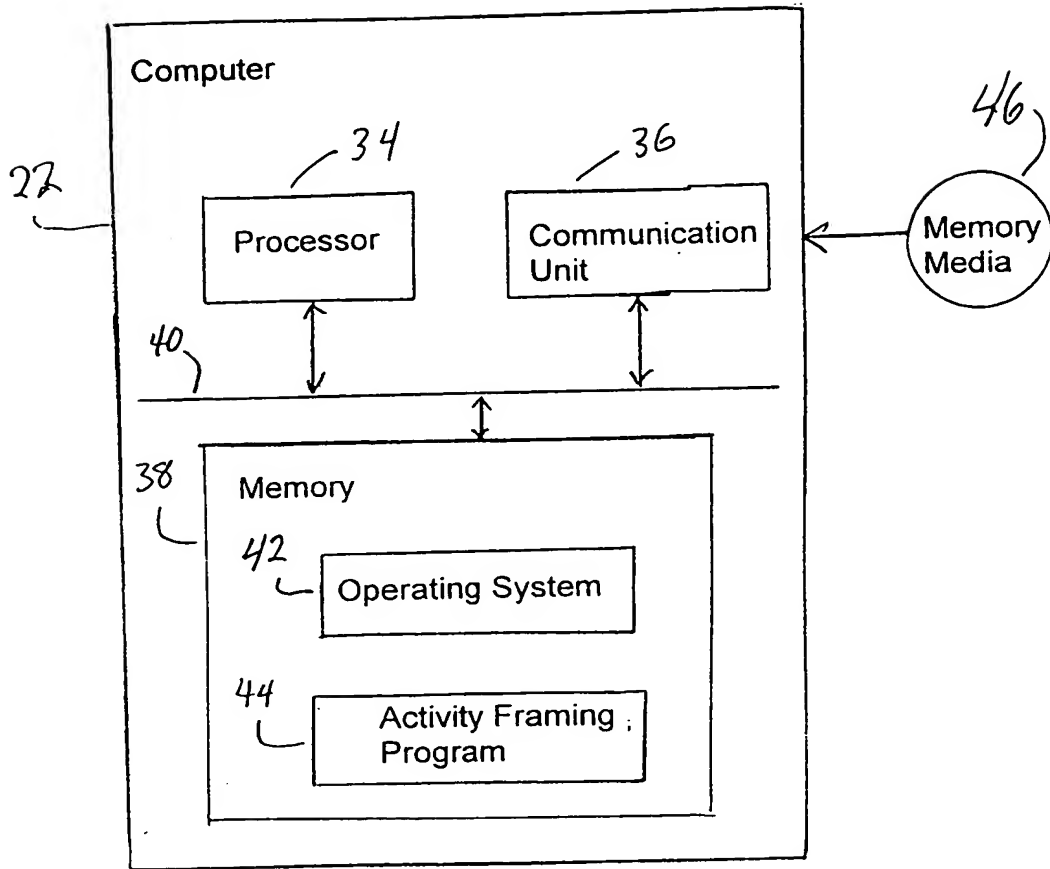 Computer
46
34
36
22
Processor
Communication
Unit
Memory
Media
40
38
Memory
42
Operating System
44
Activity Framing
Program